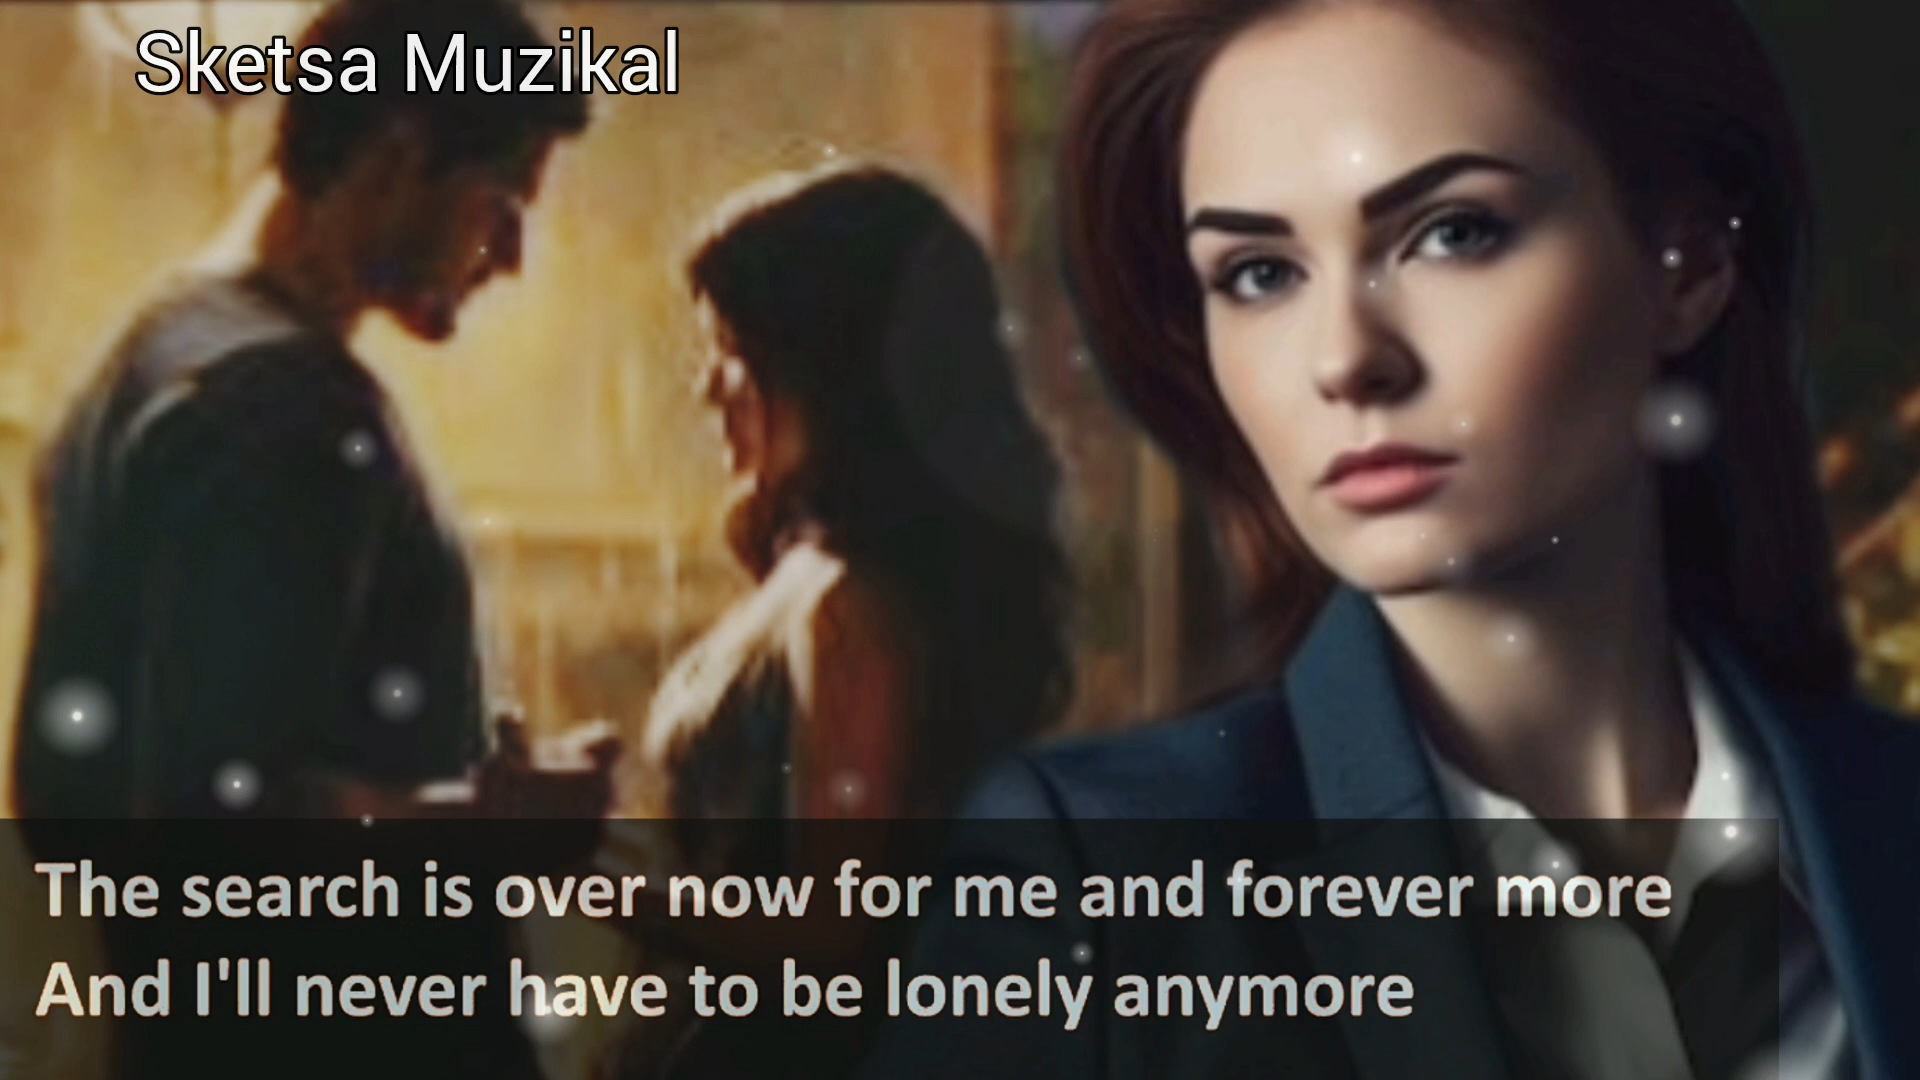 Sketsa Muzikal
The search is over now for me and forever more
And I'll never have to be lonely anymore